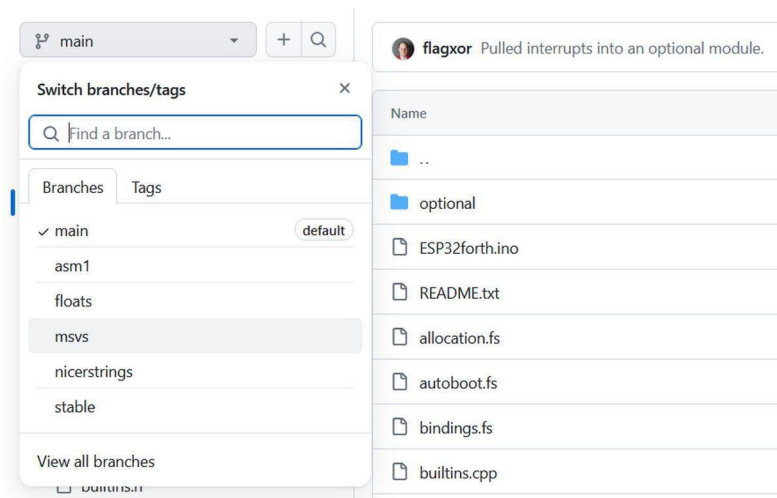 main
Switch branches/tags
Find a branch...
Branches Tags
main default
asm1
floats
msvs
nicerstrings
stable
View all branches
builtins.h
flagxor Pulled interrupts into an optional module.
Name
..
optional
ESP32forth.ino
README.txt
allocation.fs
autoboot.fs
bindings.fs
builtins.cpp